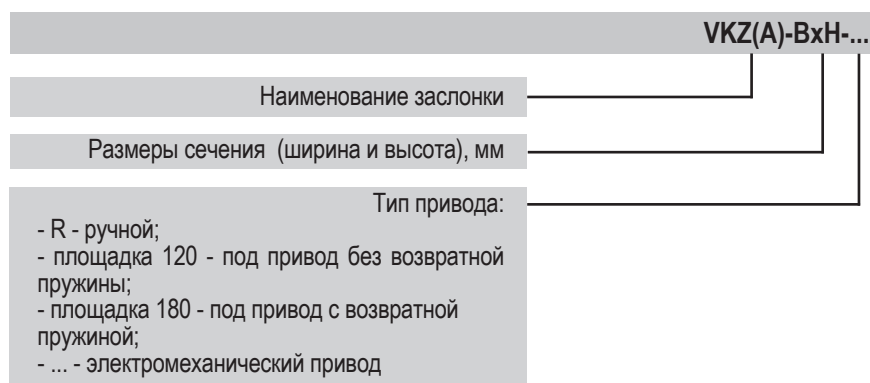 VKZ(A)-BxH-...
Наименование заслонки
Размеры сечения (ширина и высота), мм
Тип привода:
- R - ручной;
- площадка 120 - под привод без возвратной
пружины;
- площадка 180 - под привод с возвратной
пружиной;
- ... - электромеханический привод